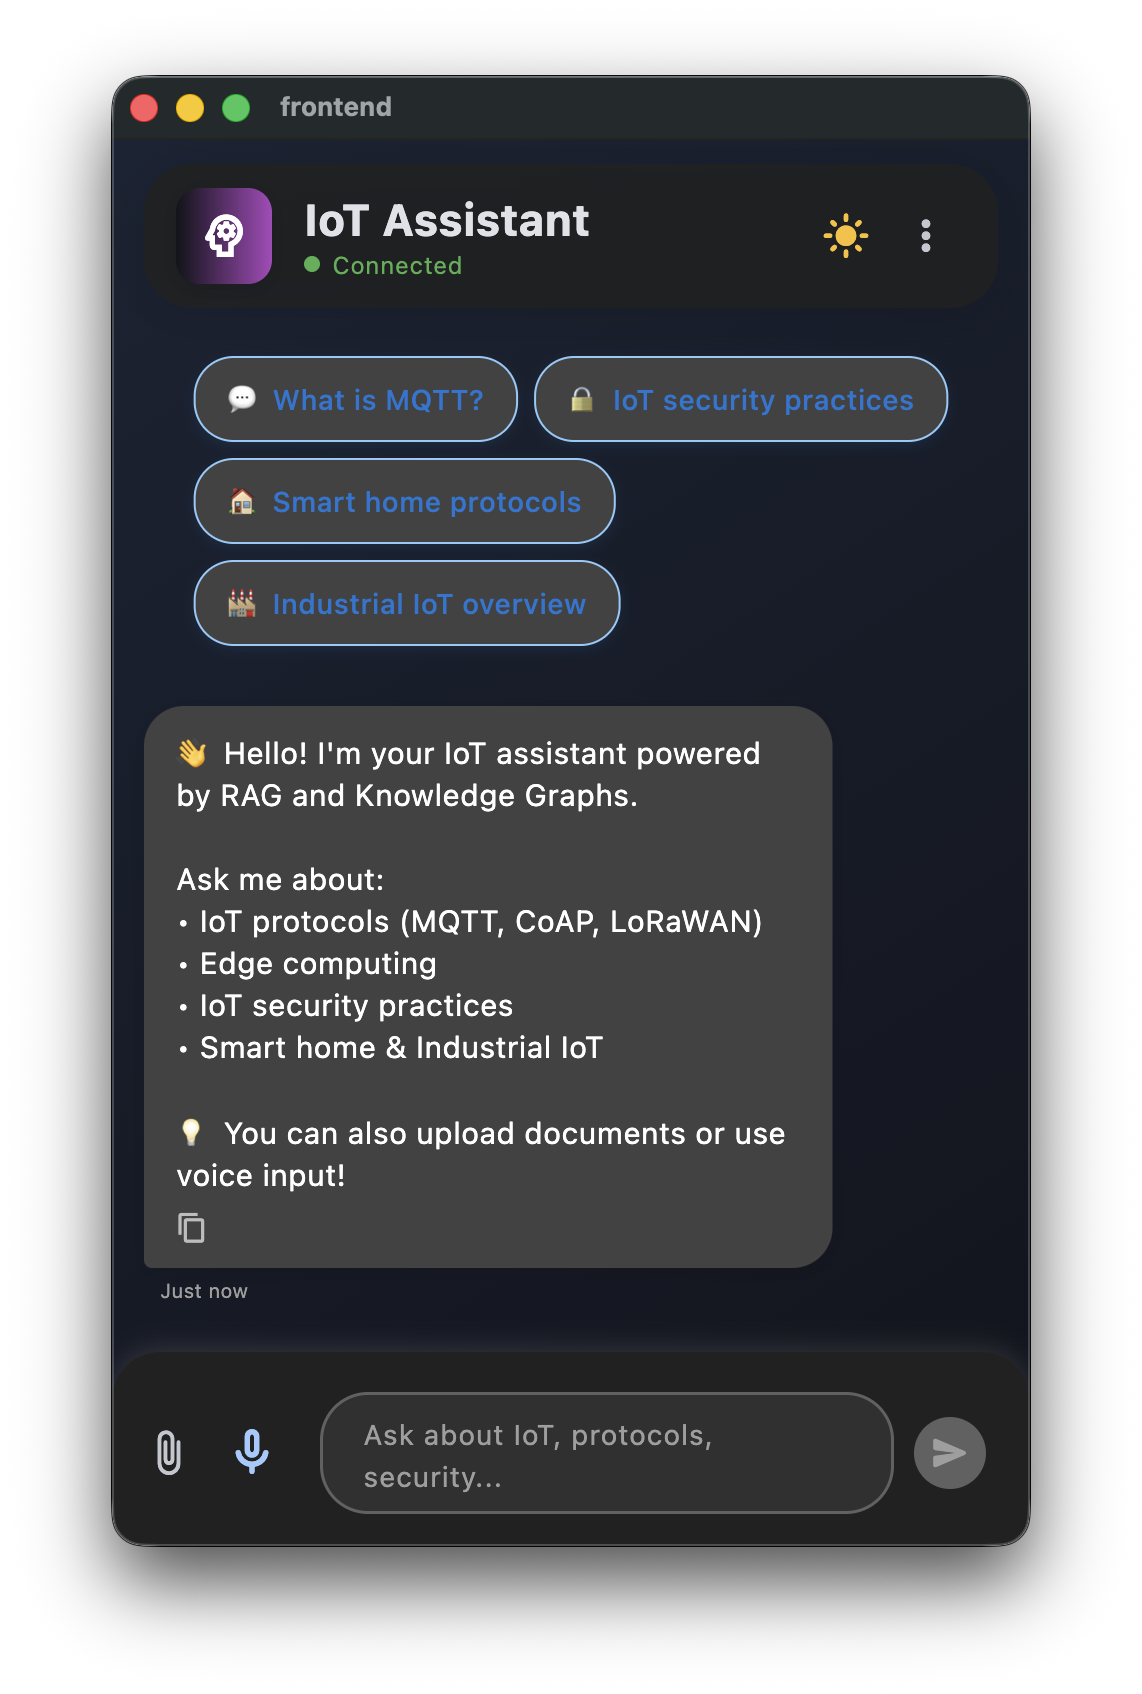 frontend
IoT Assistant
Connected
💬 What is MQTT?
🔒 IoT security practices
🏠 Smart home protocols
🏭 Industrial IoT overview
👋 Hello! I'm your IoT assistant powered
by RAG and Knowledge Graphs.
Ask me about:
• IoT protocols (MQTT, CoAP, LoRaWAN)
• Edge computing
• IoT security practices
• Smart home & Industrial IoT
💡 You can also upload documents or use
voice input!
Just now
Ask about IoT, protocols,
security...